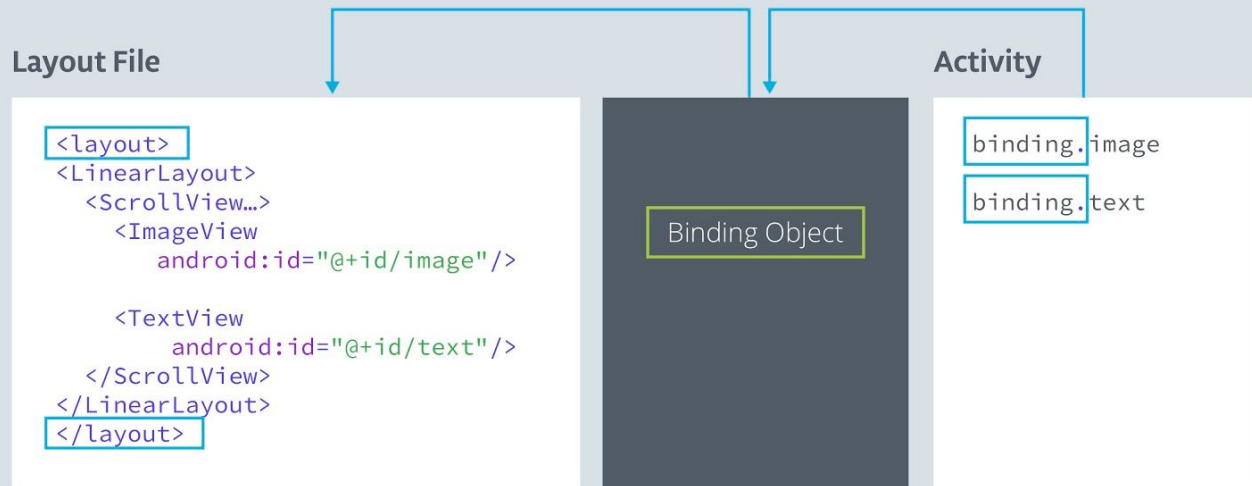 Layout File
<layout>
<LinearLayout>
<ScrollView…>
<ImageView
android:id="@+id/image"/>
<TextView
android:id="@+id/text"/>
</ScrollView>
</LinearLayout>
</layout>
Binding Object
Activity
binding.image
binding.text